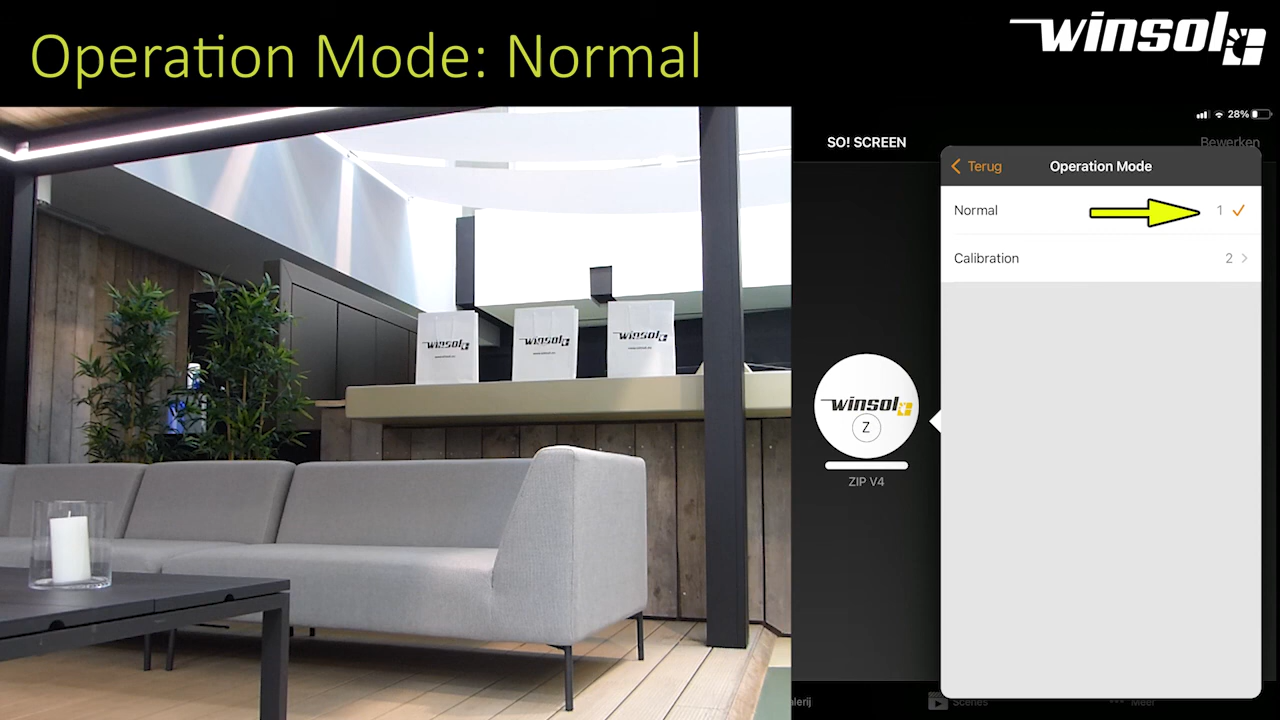 Operation Mode: Normal
winsol
28%
SO! SCREEN
Bewerken
Terug
Operation Mode
Normal
1
Calibration
2
winsol
winsol
winsol
winsol
Z
ZIP V4
alerij
Scenes
Meer